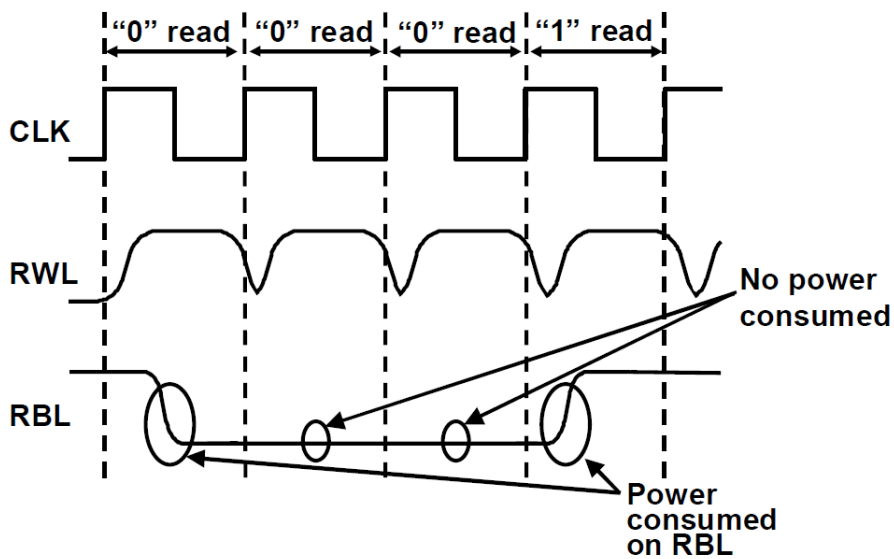 “0” read “0” read “0” read “1” read
CLK
RWL
No power
consumed
RBL
Power
consumed
on RBL